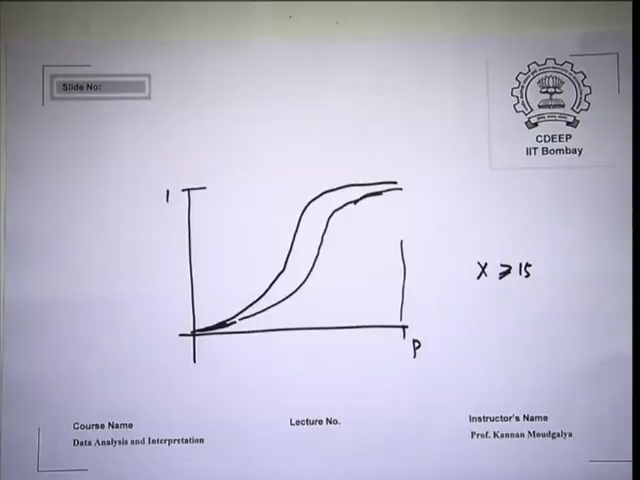 Slide No:
CDEEP
IIT Bombay
1
X ⩾ 15
P
Course Name
Lecture No.
Instructor's Name
Data Analysis and Interpretation
Prof. Kannan Moudgalya